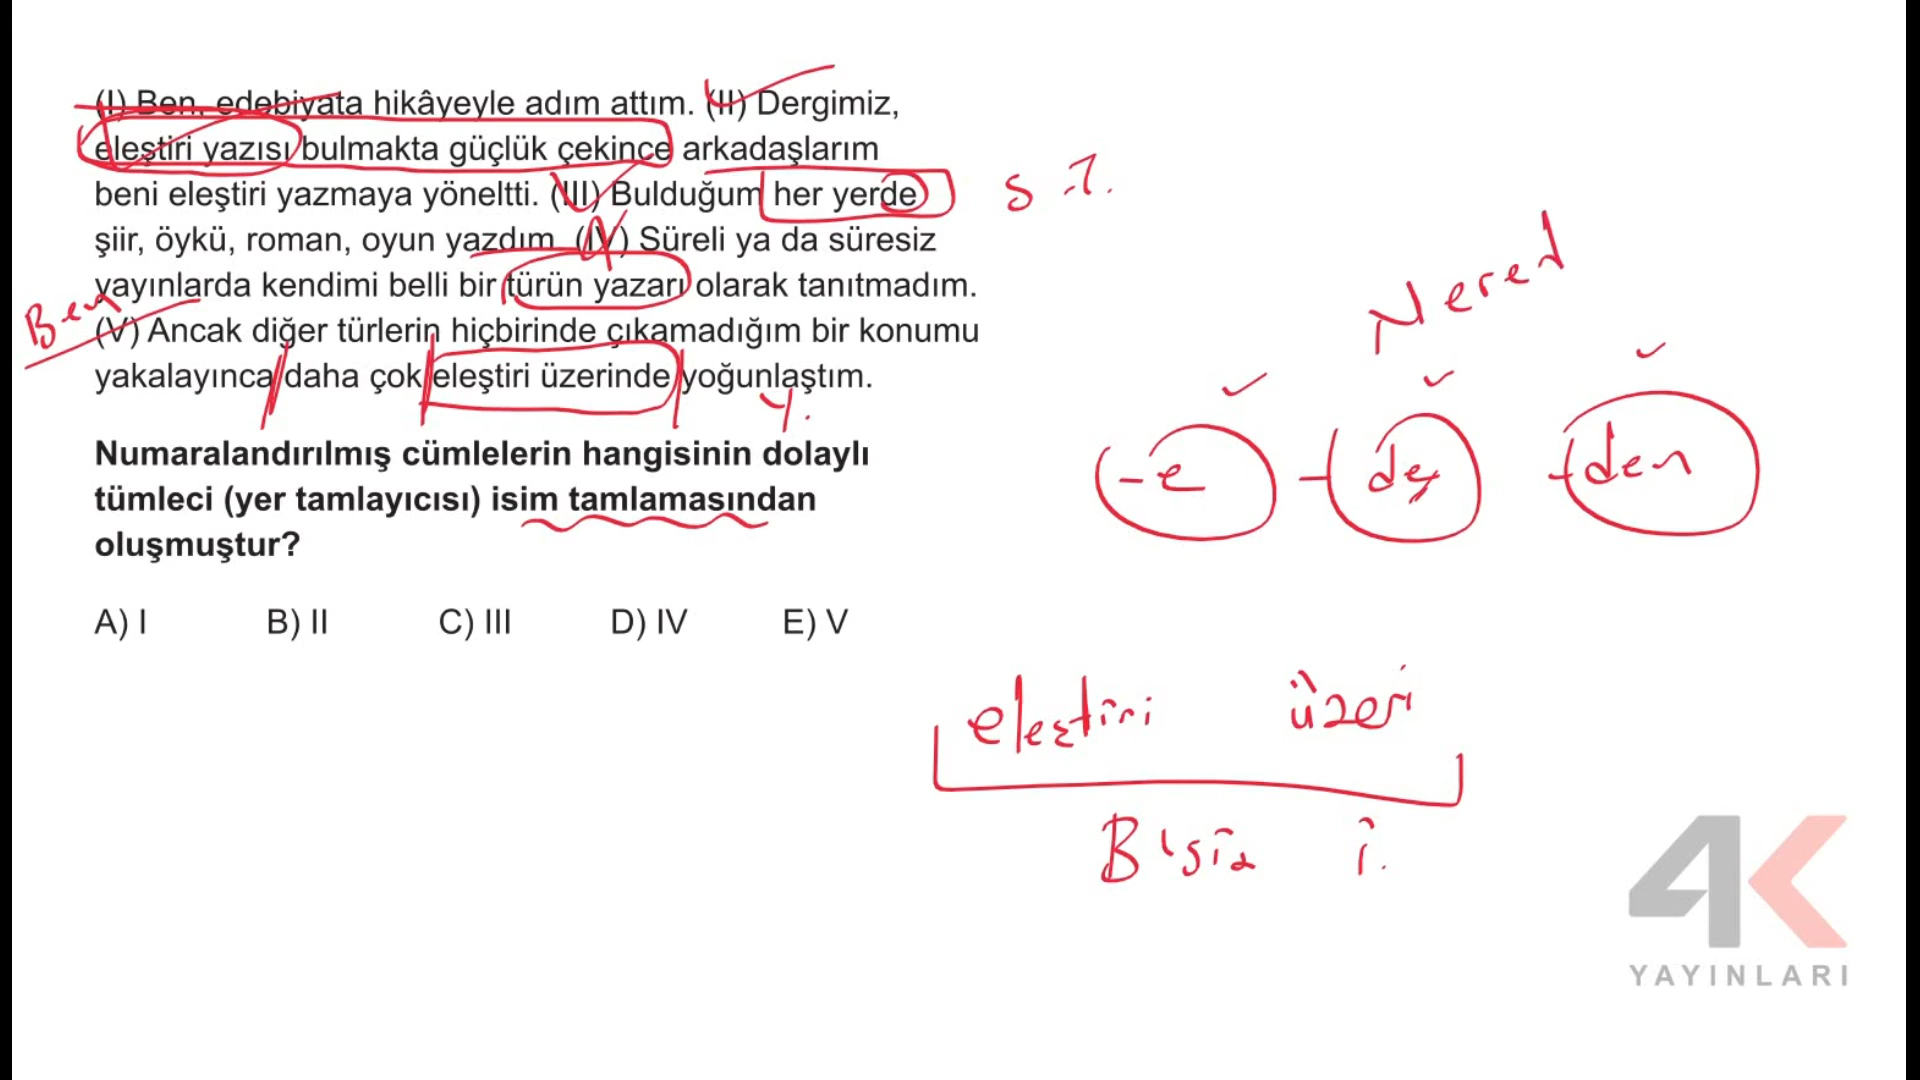 (I) Ben, edebiyata hikâyeyle adım attım. (II) Dergimiz,
eleştiri yazısı bulmakta güçlük çekince arkadaşlarım
beni eleştiri yazmaya yöneltti. (III) Bulduğum her yerde
şiir, öykü, roman, oyun yazdım. (IV) Süreli ya da süresiz
yayınlarda kendimi belli bir türün yazarı olarak tanıtmadım.
(V) Ancak diğer türlerin hiçbirinde çıkamadığım bir konumu
yakalayınca daha çok eleştiri üzerinde yoğunlaştım.
Ben
Y.
Numaralandırılmış cümlelerin hangisinin dolaylı
tümleci (yer tamlayıcısı) isim tamlamasından
oluşmuştur?
A) I B) II C) III D) IV E) V
-e -de -den
eleştiri üzeri
4K
YAYINLARI